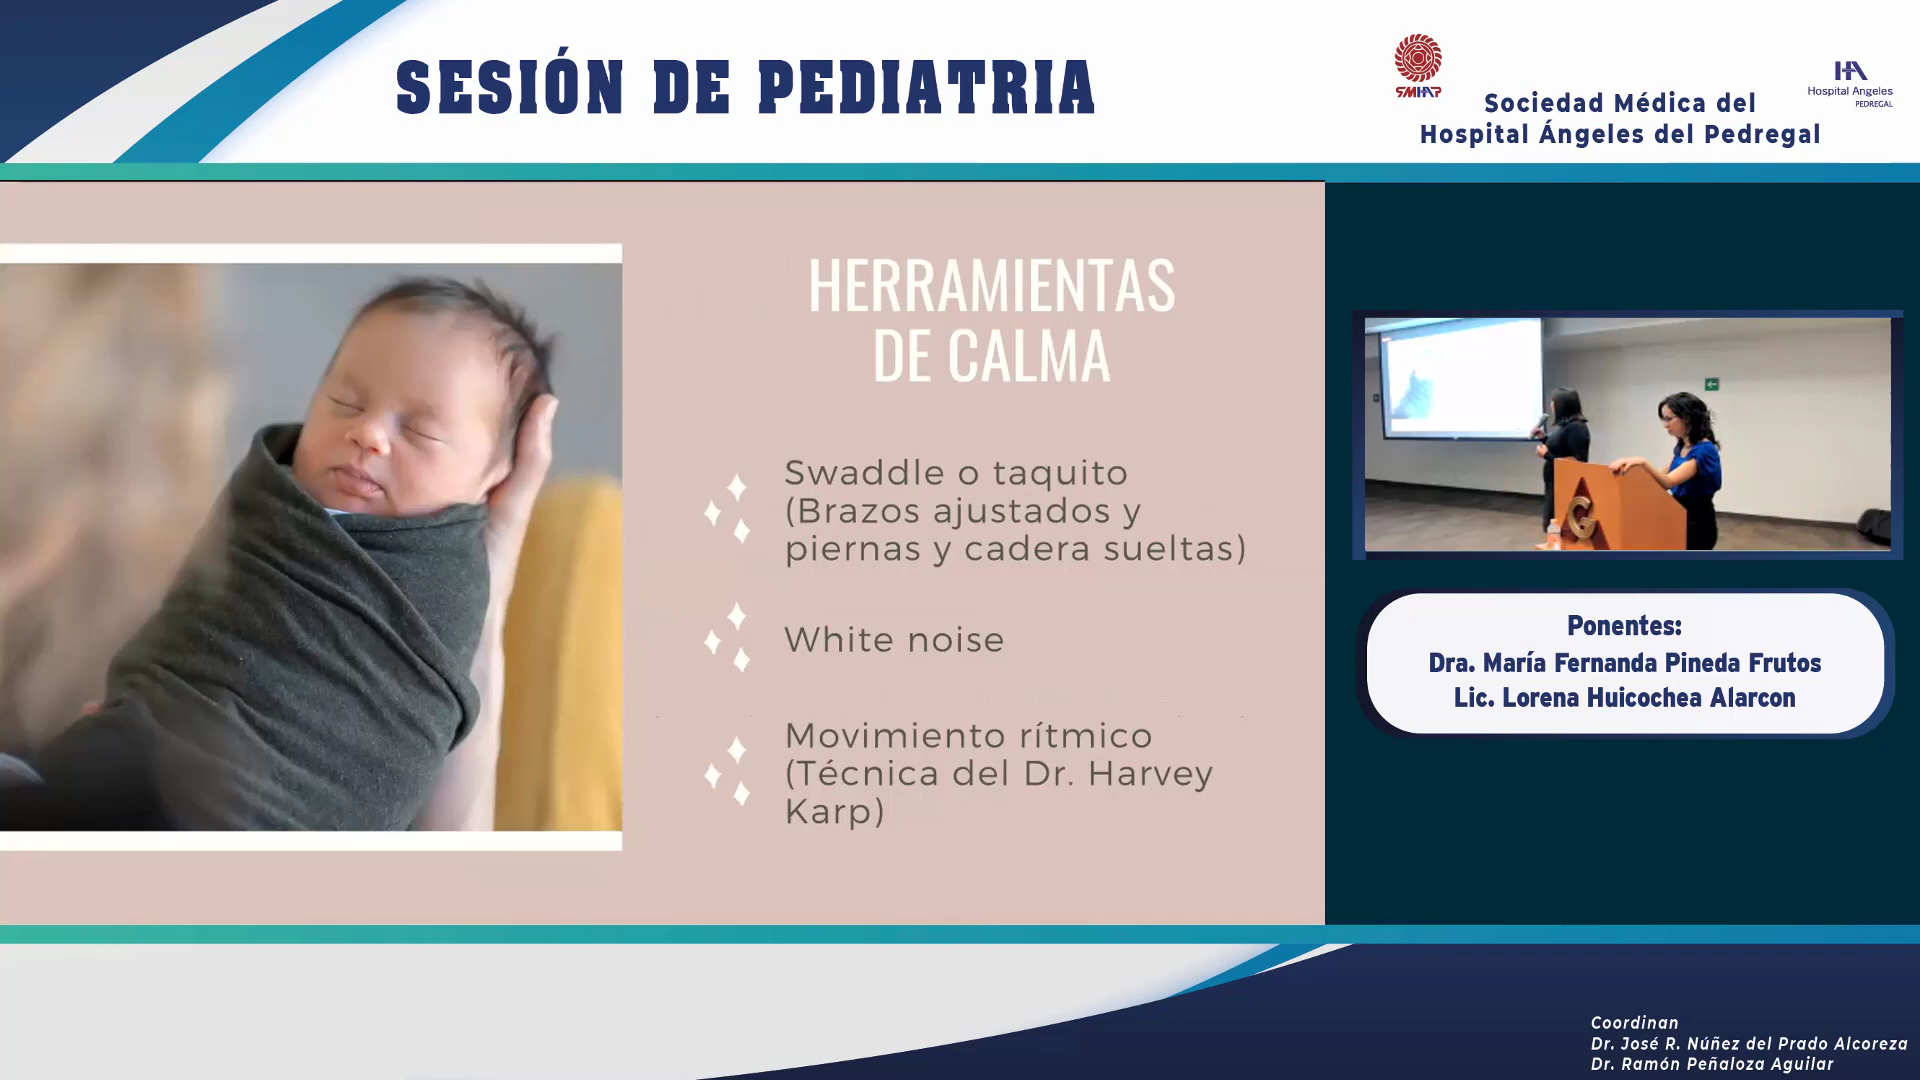 SESIÓN DE PEDIATRIA
SMHAP
Sociedad Médica del
Hospital Ángeles del Pedregal
HA
Hospital Angeles
PEDREGAL
HERRAMIENTAS
DE CALMA
Swaddle o taquito
(Brazos ajustados y
piernas y cadera sueltas)
White noise
Movimiento rítmico
(Técnica del Dr. Harvey
Karp)
Ponentes:
Dra. María Fernanda Pineda Frutos
Lic. Lorena Huicochea Alarcon
Coordinan
Dr. José R. Núñez del Prado Alcoreza
Dr. Ramón Peñaloza Aguilar